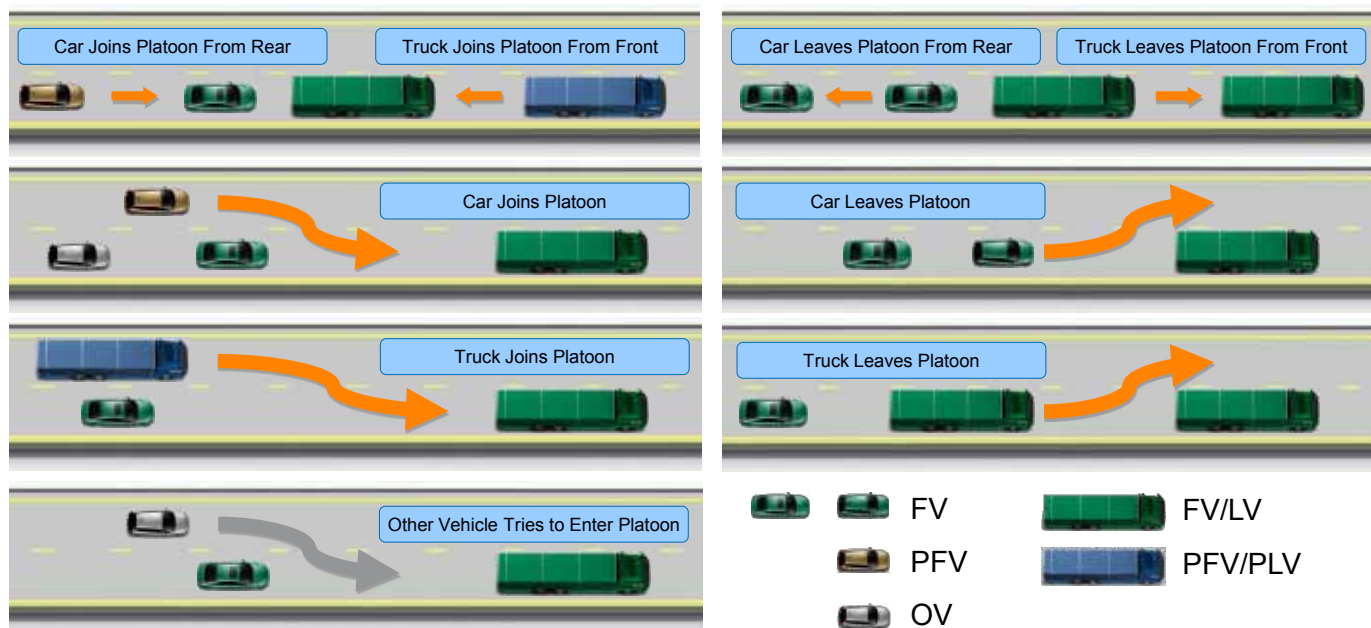 Car Joins Platoon From Rear
Truck Joins Platoon From Front
Car Leaves Platoon From Rear
Truck Leaves Platoon From Front
Car Joins Platoon
Car Leaves Platoon
Truck Joins Platoon
Truck Leaves Platoon
Other Vehicle Tries to Enter Platoon
FV
FV/LV
PFV
PFV/PLV
OV